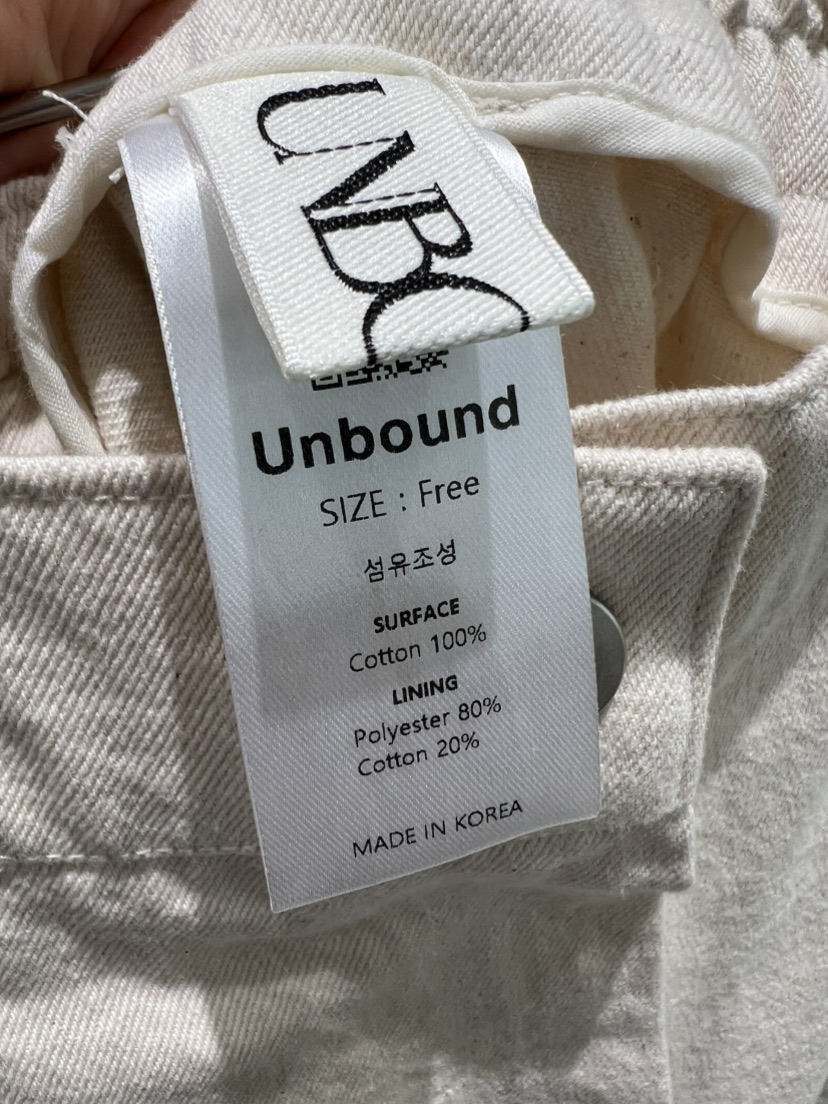 UNBO
Unbound
SIZE : Free
섬유조성
SURFACE
Cotton 100%
LINING
Polyester 80%
Cotton 20%
MADE IN KOREA